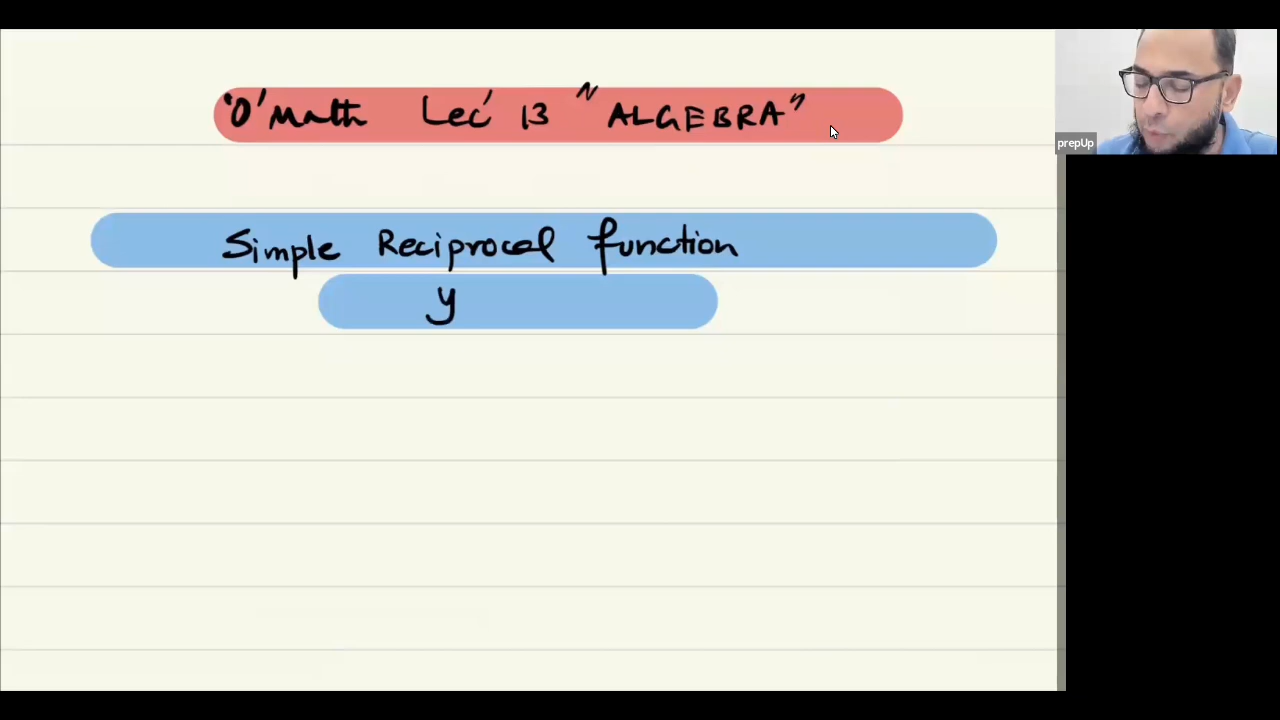 'O' Math Lec' 13 "ALGEBRA"
prepUp
Simple Reciprocal function
y